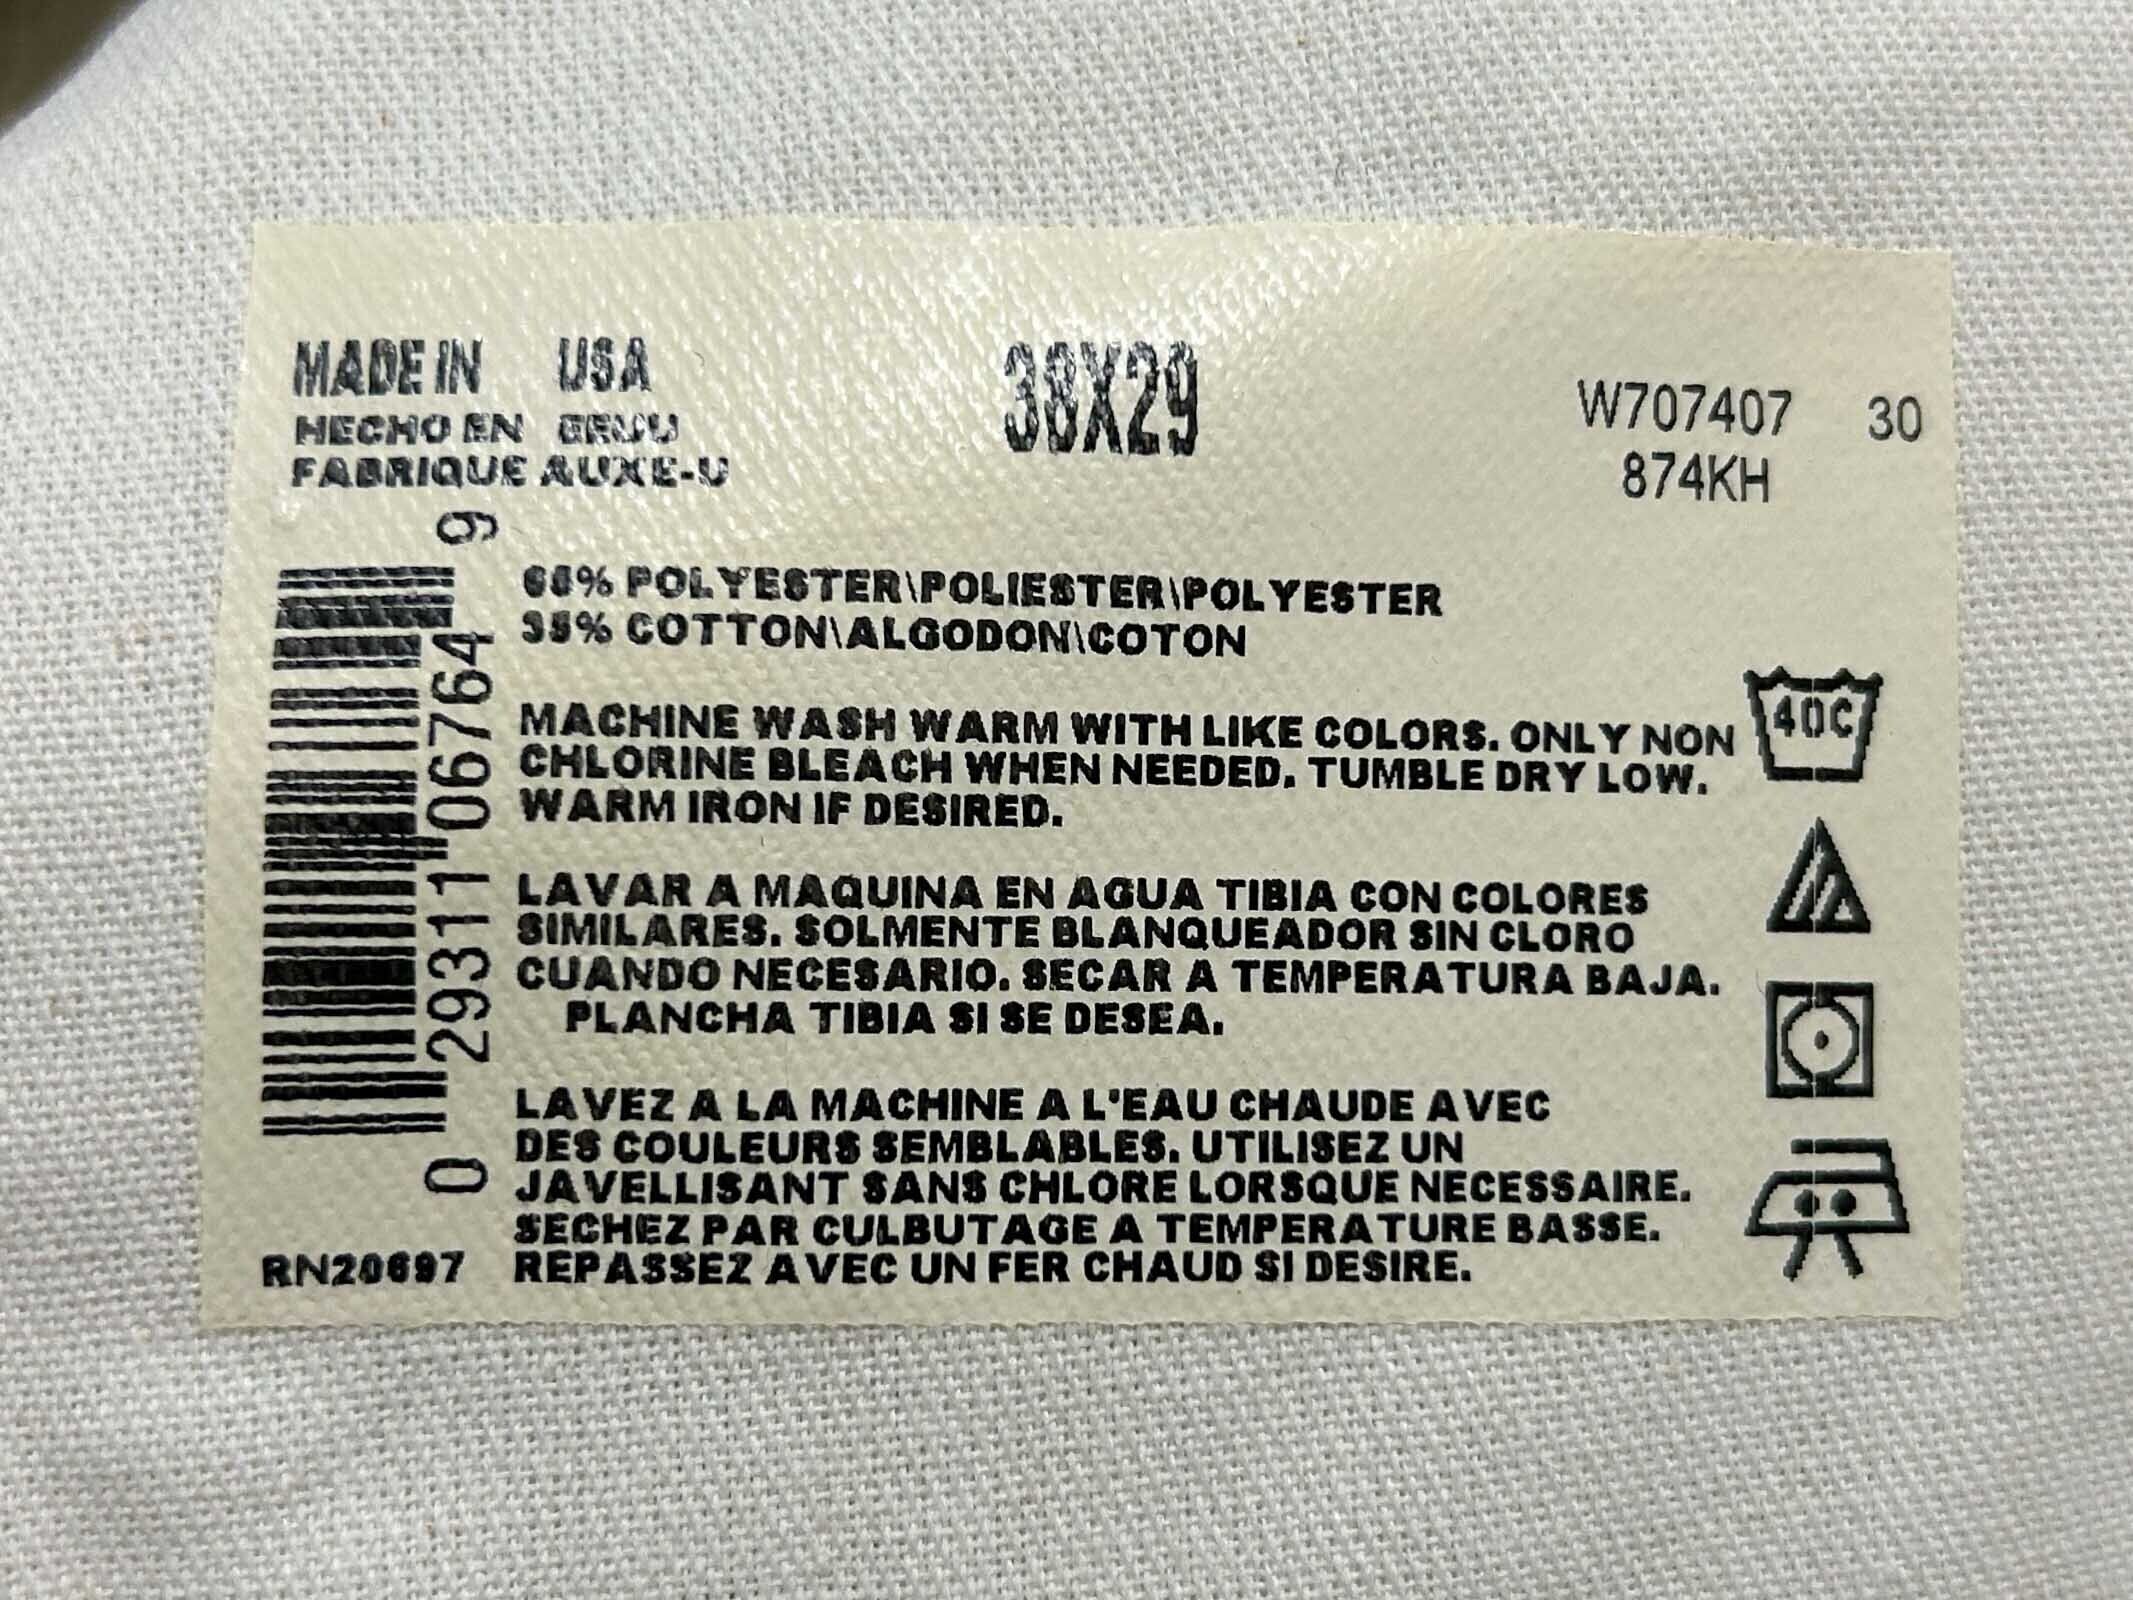 MADE IN USA
HECHO EN EEUU
FABRIQUE AUXE-U
38X29
W707407 30
874KH
65% POLYESTER\POLIESTER\POLYESTER
35% COTTON\ALGODON\COTON
MACHINE WASH WARM WITH LIKE COLORS. ONLY NON
CHLORINE BLEACH WHEN NEEDED. TUMBLE DRY LOW.
WARM IRON IF DESIRED.
40C
LAVAR A MAQUINA EN AGUA TIBIA CON COLORES
SIMILARES. SOLMENTE BLANQUEADOR SIN CLORO
CUANDO NECESARIO. SECAR A TEMPERATURA BAJA.
PLANCHA TIBIA SI SE DESEA.
LAVEZ A LA MACHINE A L'EAU CHAUDE AVEC
DES COULEURS SEMBLABLES. UTILISEZ UN
JAVELLISANT SANS CHLORE LORSQUE NECESSAIRE.
SECHEZ PAR CULBUTAGE A TEMPERATURE BASSE.
REPASSEZ AVEC UN FER CHAUD SI DESIRE.
0 29311 06764 9
RN20697